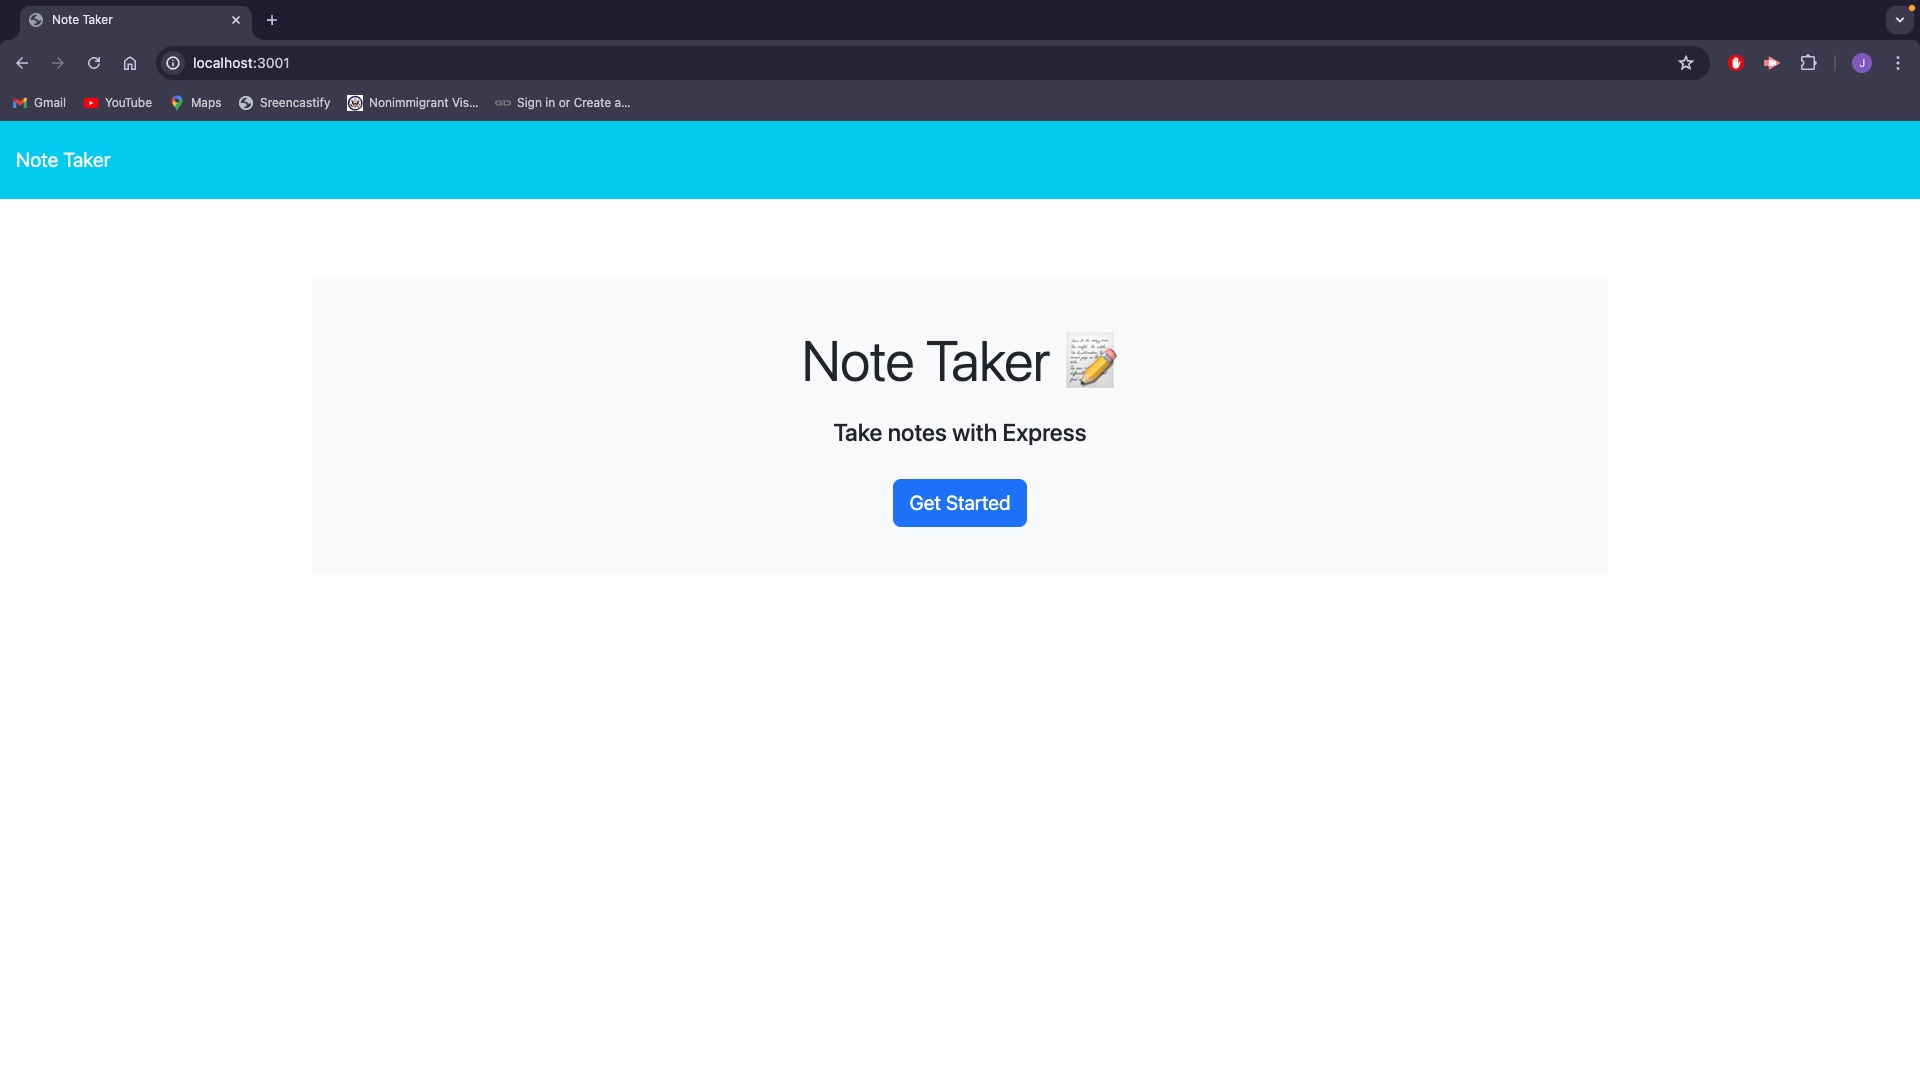 Note Taker
localhost:3001
J
Gmail
YouTube
Maps
Sreencastify
Nonimmigrant Vis...
GD
Sign in or Create a...
Note Taker
Note Taker
Take notes with Express
Get Started